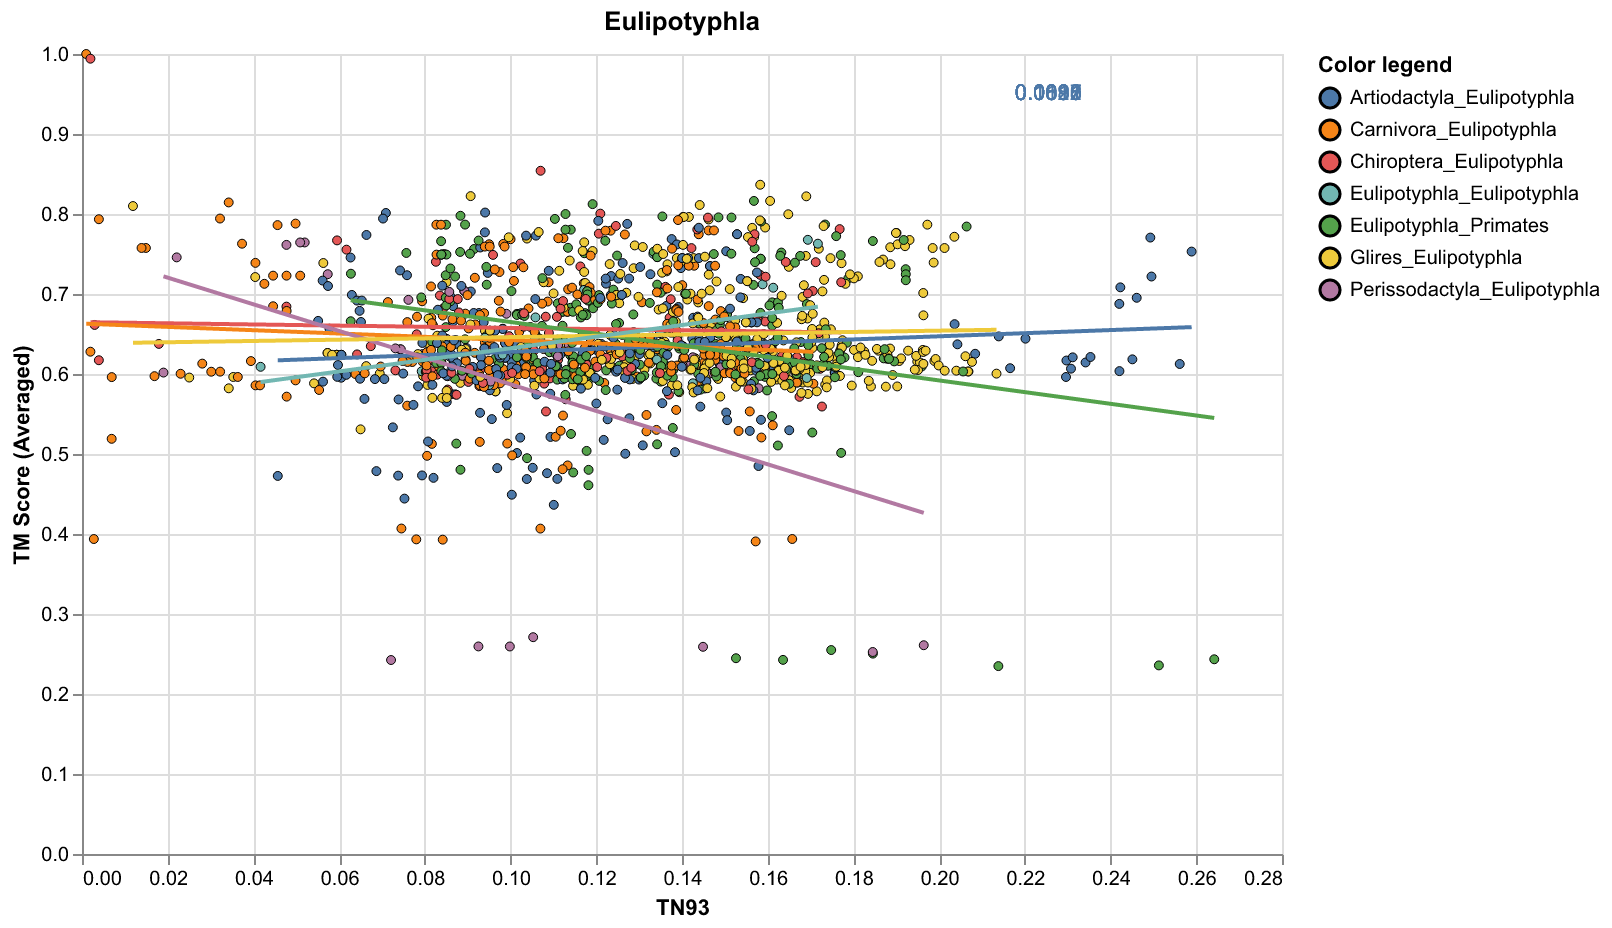 Eulipotyphla
Color legend
Artiodactyla_Eulipotyphla
Carnivora_Eulipotyphla
Chiroptera_Eulipotyphla
Eulipotyphla_Eulipotyphla
Eulipotyphla_Primates
Glires_Eulipotyphla
Perissodactyla_Eulipotyphla
TM Score (Averaged)
1.0
0.9
0.8
0.7
0.6
0.5
0.4
0.3
0.2
0.1
0.0
0.00 0.02 0.04 0.06 0.08 0.10 0.12 0.14 0.16 0.18 0.20 0.22 0.24 0.26 0.28
TN93